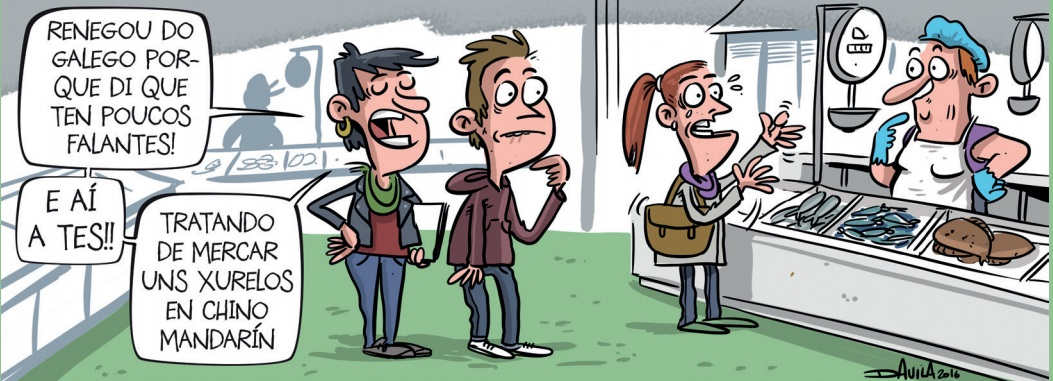 RENEGOU DO
GALEGO POR-
QUE DI QUE
TEN POUCOS
FALANTES!
E AÍ
A TES!!
TRATANDO
DE MERCAR
UNS XURELOS
EN CHINO
MANDARÍN
DAVILA 2016